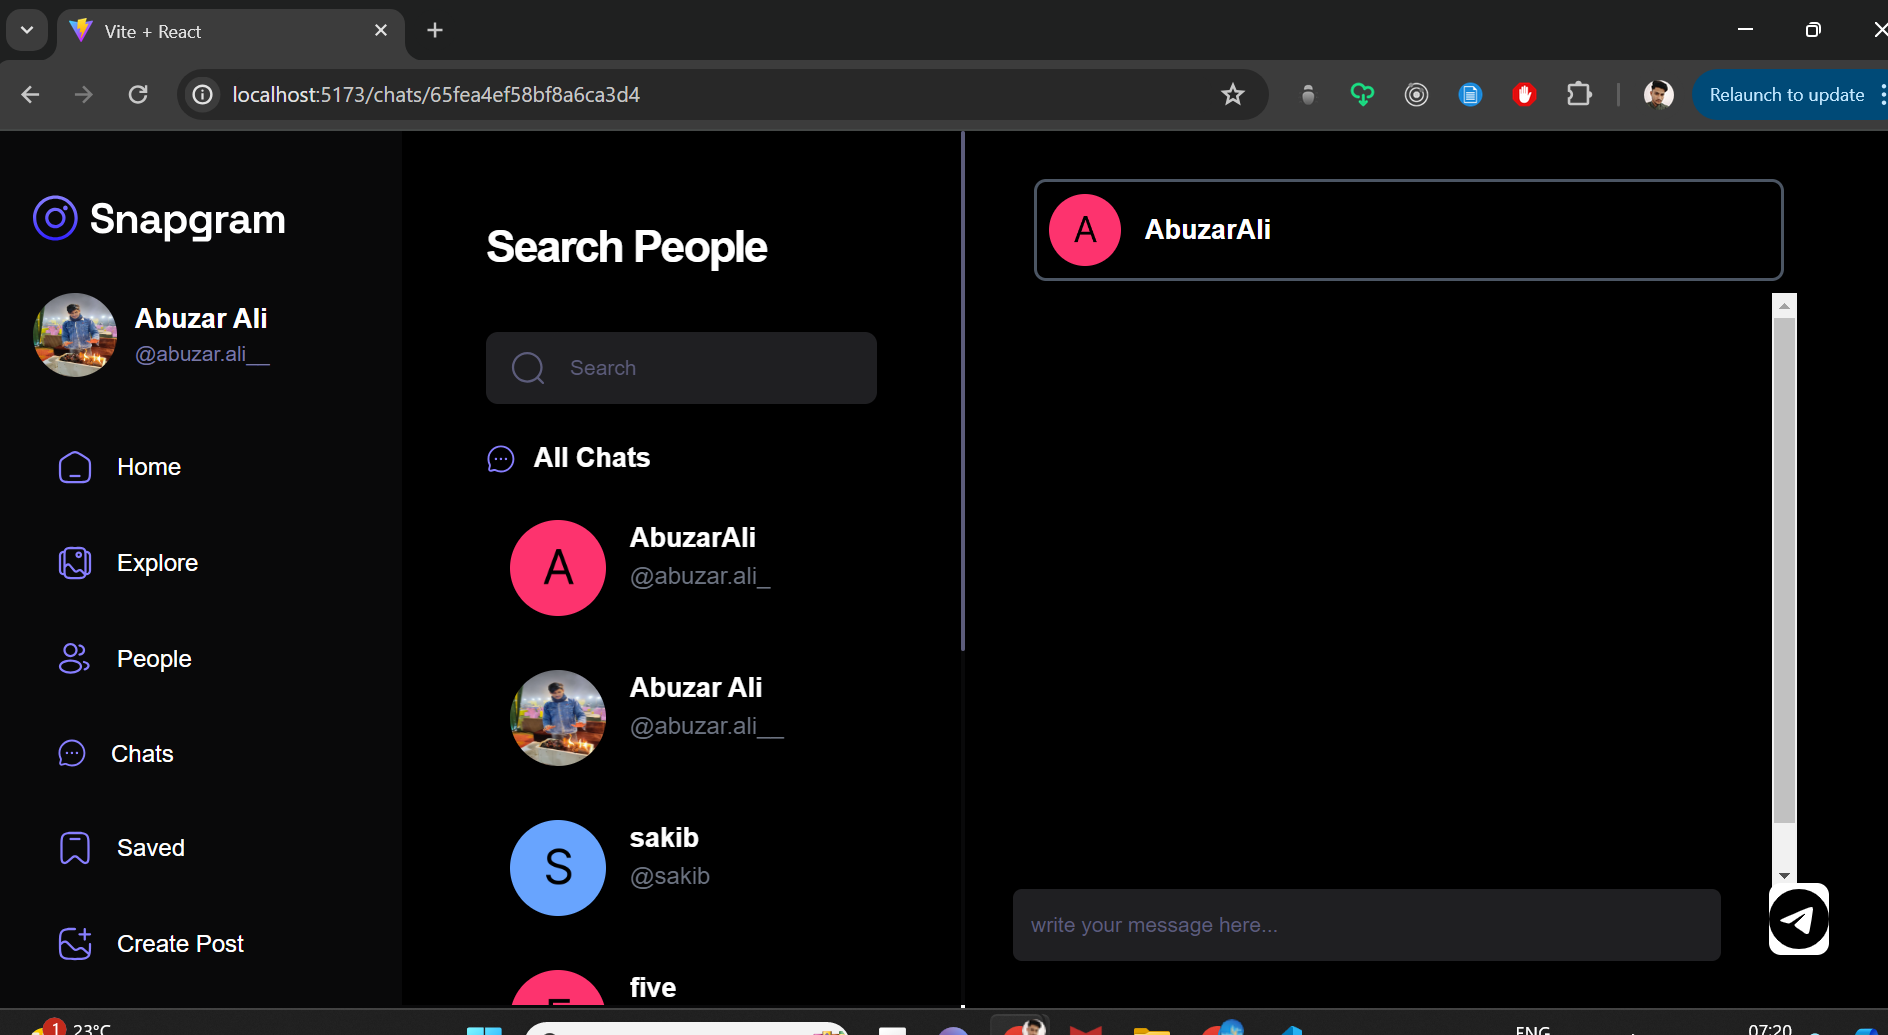 Vite + React
localhost:5173/chats/65fea4ef58bf8a6ca3d4
Relaunch to update
Snapgram
Abuzar Ali
@abuzar.ali__
Home
Explore
People
Chats
Saved
Create Post
Search People
Search
All Chats
A
AbuzarAli
@abuzar.ali_
Abuzar Ali
@abuzar.ali__
S
sakib
@sakib
five
A
AbuzarAli
write your message here...
1
23°C
ENG
07:20